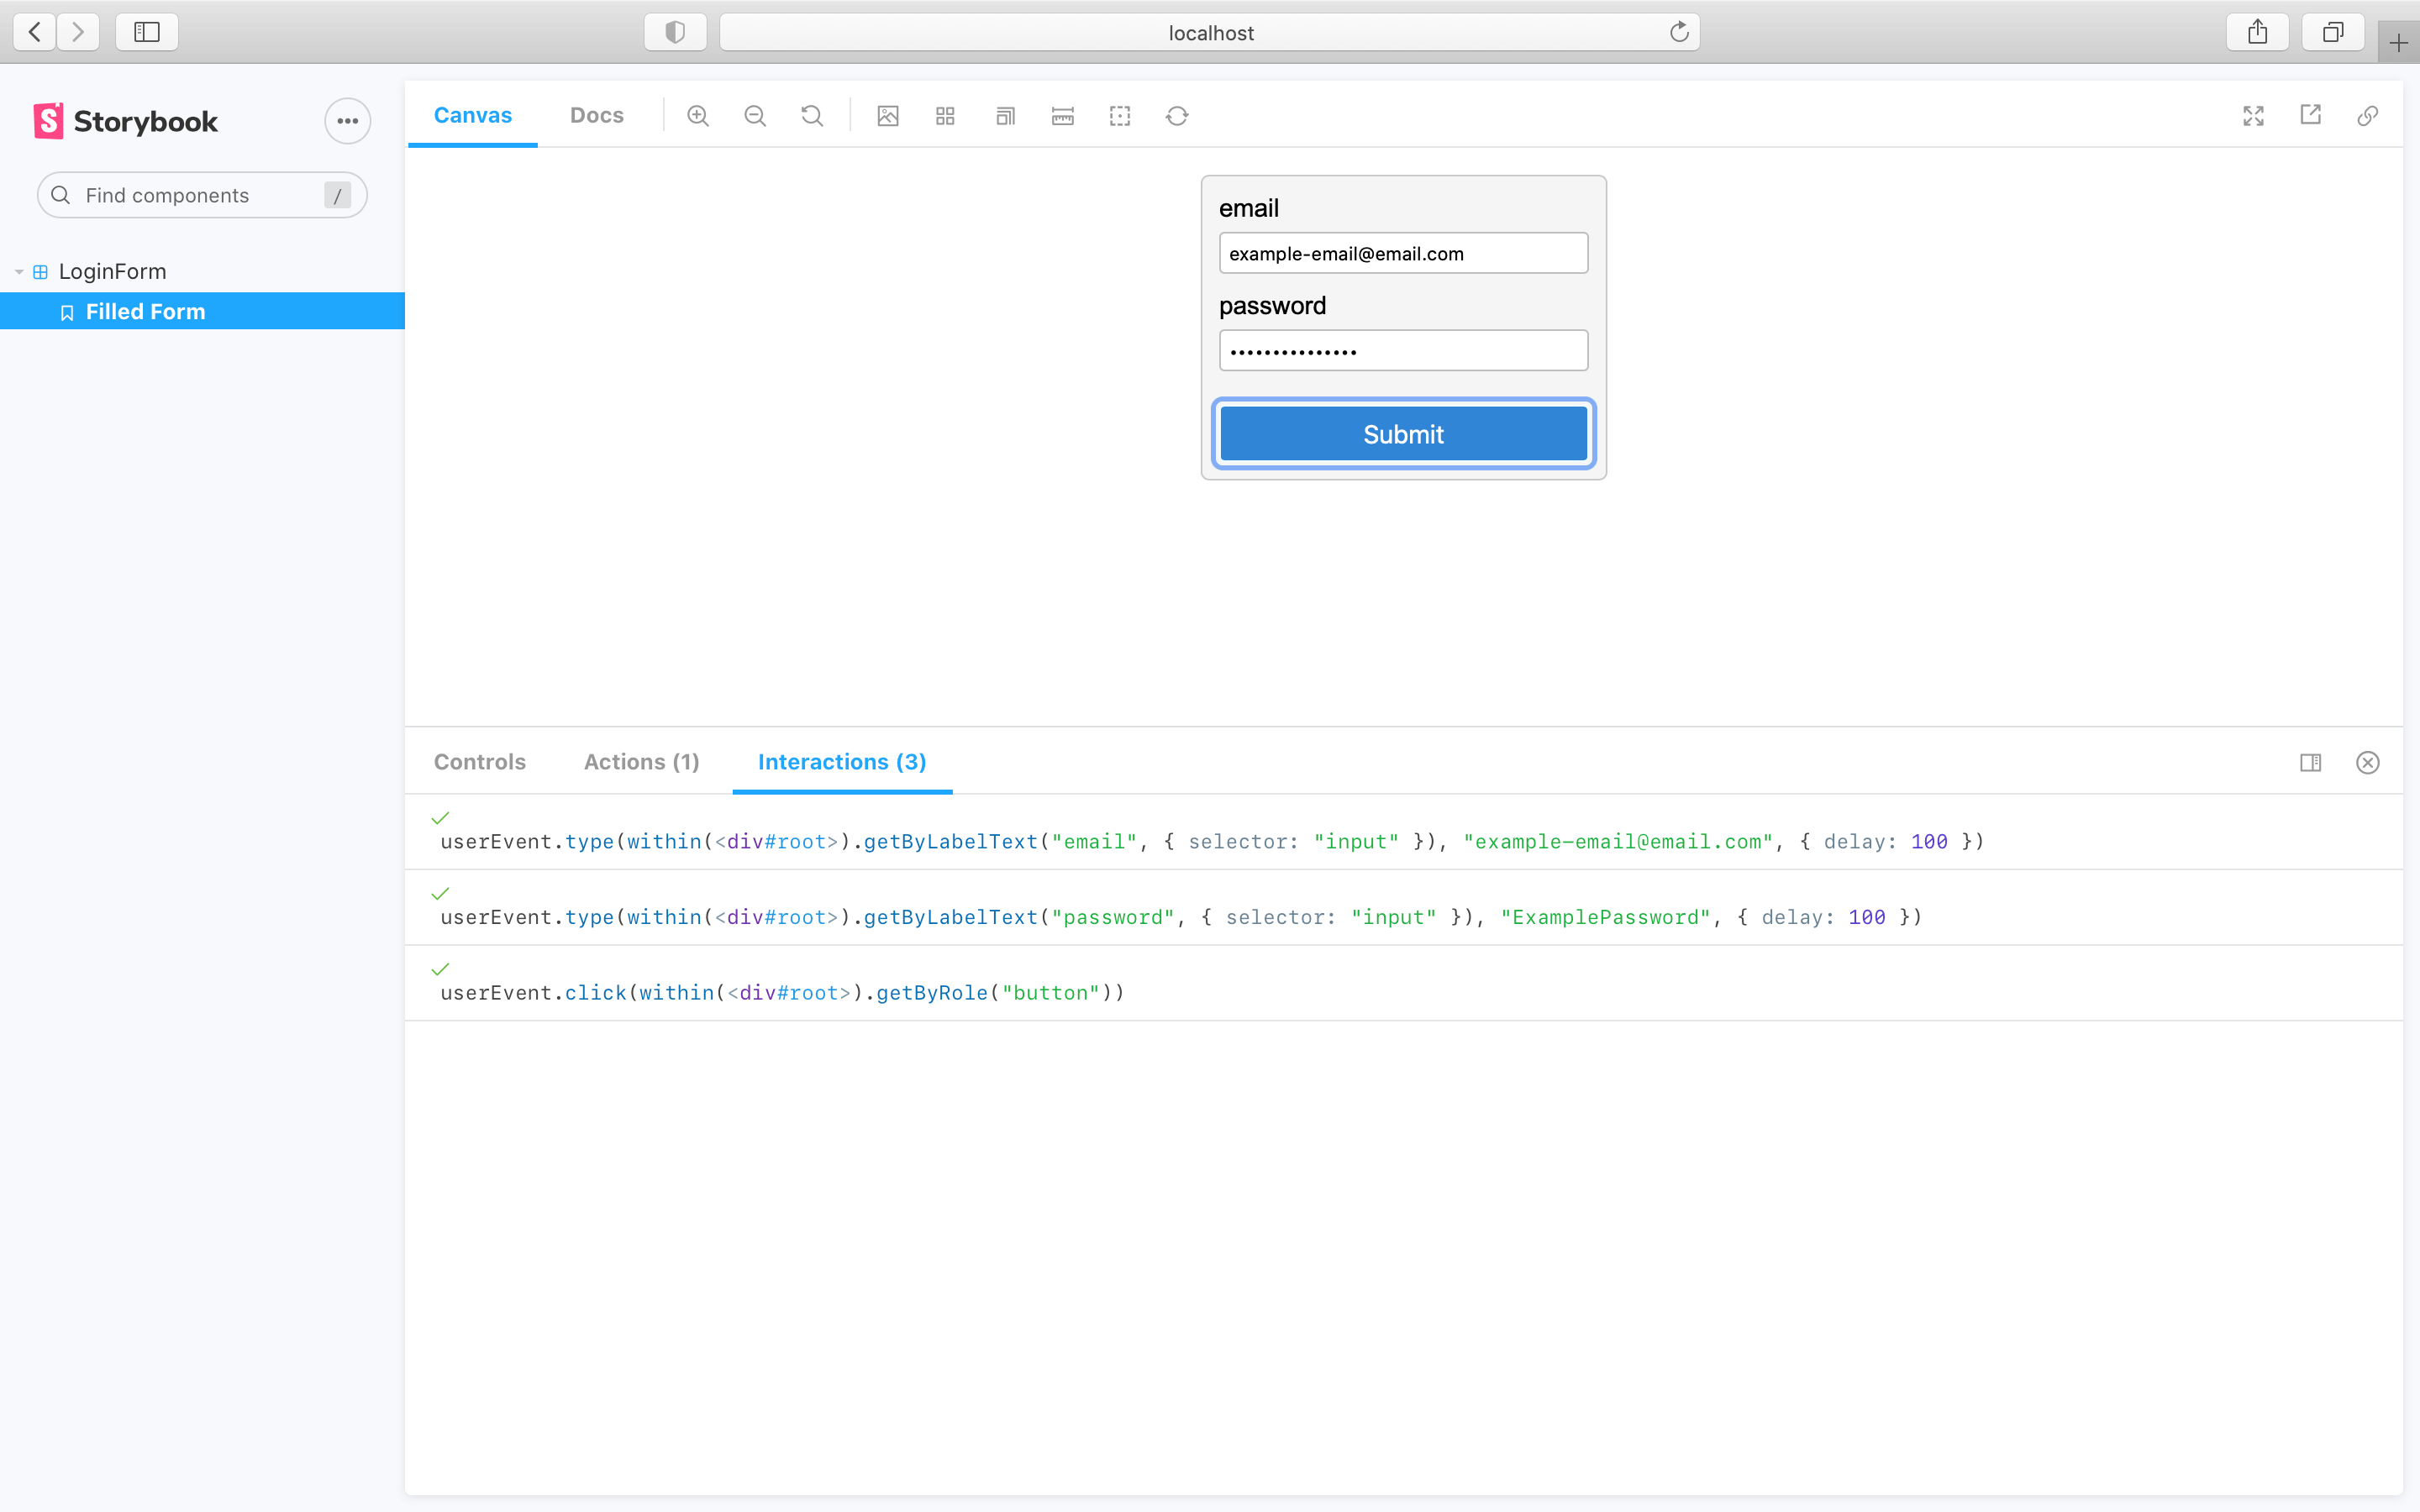 localhost
Storybook
Find components
/
LoginForm
Filled Form
Canvas
Docs
email
example-email@email.com
password
•••••••••••••••
Submit
Controls
Actions (1)
Interactions (3)
userEvent.type(within(<div#root>).getByLabelText("email", { selector: "input" }), "example-email@email.com", { delay: 100 })
userEvent.type(within(<div#root>).getByLabelText("password", { selector: "input" }), "ExamplePassword", { delay: 100 })
userEvent.click(within(<div#root>).getByRole("button"))